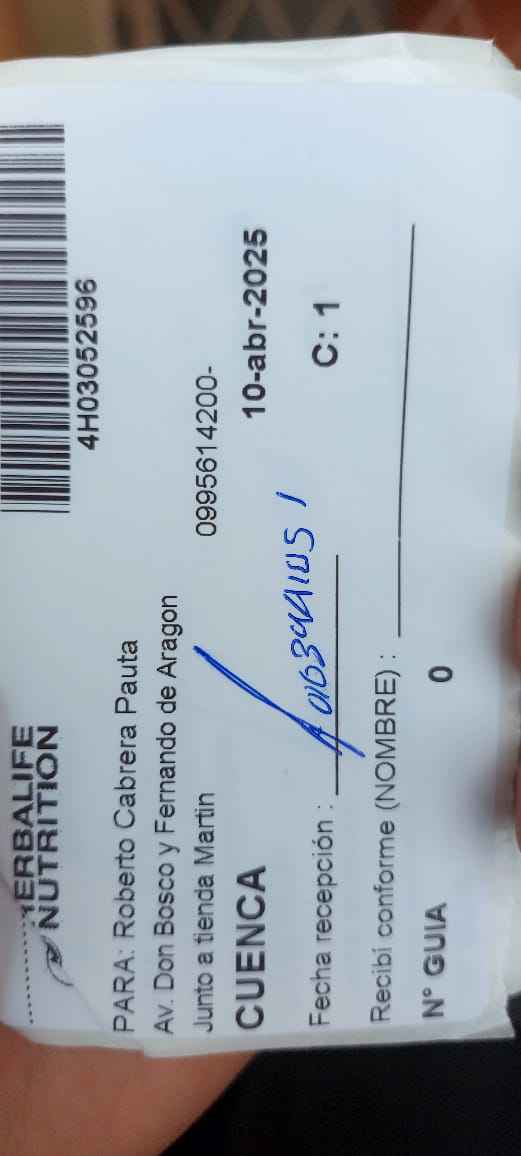 HERBALIFE
NUTRITION
4H03052596
PARA: Roberto Cabrera Pauta
Av. Don Bosco y Fernando de Aragon
Junto a tienda Martin 0995614200-
CUENCA 10-abr-2025
Fecha recepción :
C: 1
Recibí conforme (NOMBRE) :
N° GUIA 0